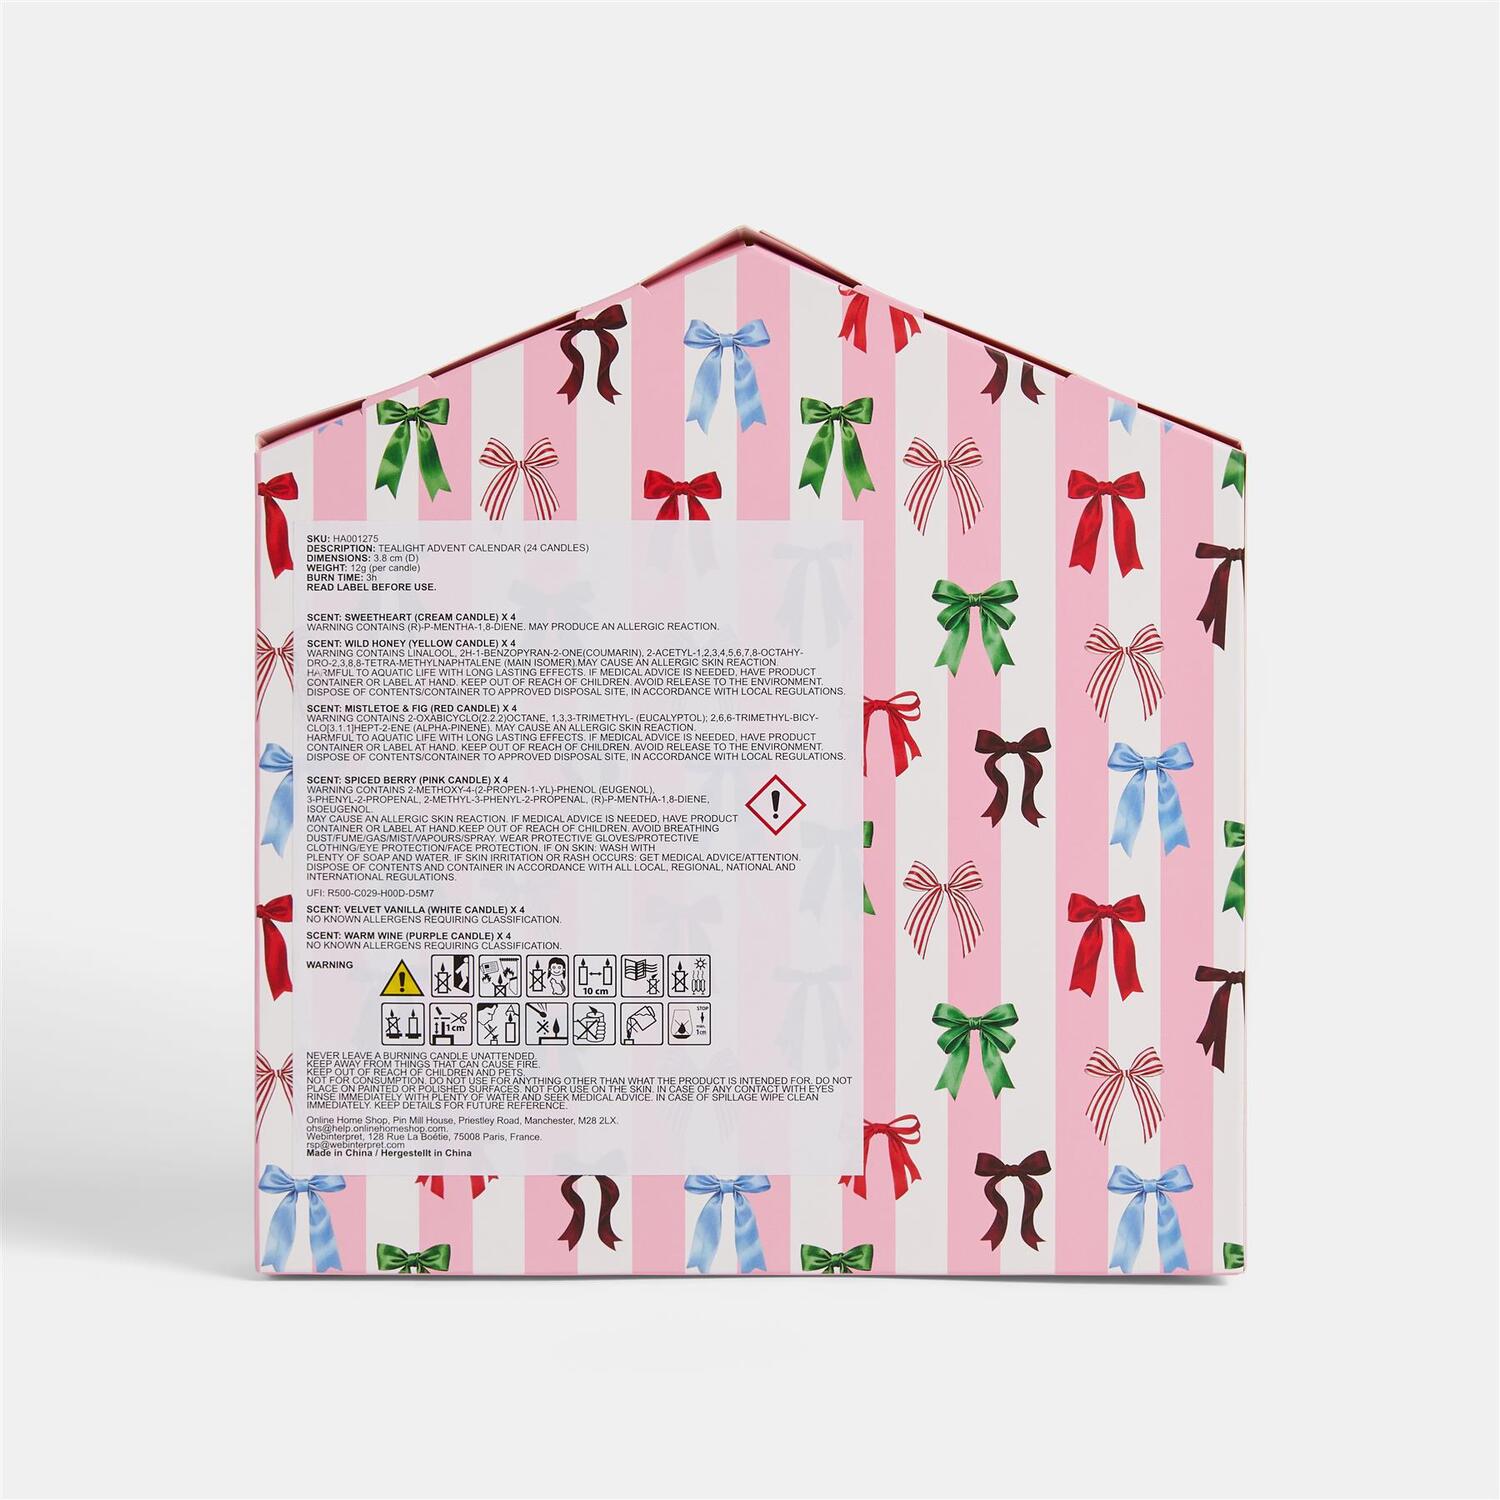 SKU: HA001275
DESCRIPTION: TEALIGHT ADVENT CALENDAR (24 CANDLES)
DIMENSIONS: 3.8 cm (D)
WEIGHT: 12g (per candle)
BURN TIME: 3h
READ LABEL BEFORE USE.
SCENT: SWEETHEART (CREAM CANDLE) X 4
WARNING CONTAINS (R)-P-MENTHA-1,8-DIENE. MAY PRODUCE AN ALLERGIC REACTION.
SCENT: WILD HONEY (YELLOW CANDLE) X 4
WARNING CONTAINS LINALOOL, 2H-1-BENZOPYRAN-2-ONE(COUMARIN), 2-ACETYL-1,2,3,4,5,6,7,8-OCTAHY-
DRO-2,3,8,8-TETRA-METHYLNAPHTALENE (MAIN ISOMER).MAY CAUSE AN ALLERGIC SKIN REACTION.
HARMFUL TO AQUATIC LIFE WITH LONG LASTING EFFECTS. IF MEDICAL ADVICE IS NEEDED, HAVE PRODUCT
CONTAINER OR LABEL AT HAND. KEEP OUT OF REACH OF CHILDREN. AVOID RELEASE TO THE ENVIRONMENT.
DISPOSE OF CONTENTS/CONTAINER TO APPROVED DISPOSAL SITE, IN ACCORDANCE WITH LOCAL REGULATIONS.
SCENT: MISTLETOE & FIG (RED CANDLE) X 4
WARNING CONTAINS 2-OXABICYCLO(2.2.2)OCTANE, 1,3,3-TRIMETHYL- (EUCALYPTOL); 2,6,6-TRIMETHYL-BICY-
CLO[3.1.1]HEPT-2-ENE (ALPHA-PINENE). MAY CAUSE AN ALLERGIC SKIN REACTION.
HARMFUL TO AQUATIC LIFE WITH LONG LASTING EFFECTS. IF MEDICAL ADVICE IS NEEDED, HAVE PRODUCT
CONTAINER OR LABEL AT HAND. KEEP OUT OF REACH OF CHILDREN. AVOID RELEASE TO THE ENVIRONMENT.
DISPOSE OF CONTENTS/CONTAINER TO APPROVED DISPOSAL SITE, IN ACCORDANCE WITH LOCAL REGULATIONS.
SCENT: SPICED BERRY (PINK CANDLE) X 4
WARNING CONTAINS 2-METHOXY-4-(2-PROPEN-1-YL)-PHENOL (EUGENOL),
3-PHENYL-2-PROPENAL, 2-METHYL-3-PHENYL-2-PROPENAL, (R)-P-MENTHA-1,8-DIENE,
ISOEUGENOL.
MAY CAUSE AN ALLERGIC SKIN REACTION. IF MEDICAL ADVICE IS NEEDED, HAVE PRODUCT
CONTAINER OR LABEL AT HAND.KEEP OUT OF REACH OF CHILDREN. AVOID BREATHING
DUST/FUME/GAS/MIST/VAPOURS/SPRAY. WEAR PROTECTIVE GLOVES/PROTECTIVE
CLOTHING/EYE PROTECTION/FACE PROTECTION. IF ON SKIN: WASH WITH
PLENTY OF SOAP AND WATER. IF SKIN IRRITATION OR RASH OCCURS: GET MEDICAL ADVICE/ATTENTION.
DISPOSE OF CONTENTS AND CONTAINER IN ACCORDANCE WITH ALL LOCAL, REGIONAL, NATIONAL AND
INTERNATIONAL REGULATIONS.
UFI: R500-C029-H00D-D5M7
SCENT: VELVET VANILLA (WHITE CANDLE) X 4
NO KNOWN ALLERGENS REQUIRING CLASSIFICATION.
SCENT: WARM WINE (PURPLE CANDLE) X 4
NO KNOWN ALLERGENS REQUIRING CLASSIFICATION.
WARNING
10 cm
1cm
STOP
min.
1cm
NEVER LEAVE A BURNING CANDLE UNATTENDED.
KEEP AWAY FROM THINGS THAT CAN CAUSE FIRE.
KEEP OUT OF REACH OF CHILDREN AND PETS.
NOT FOR CONSUMPTION. DO NOT USE FOR ANYTHING OTHER THAN WHAT THE PRODUCT IS INTENDED FOR. DO NOT
PLACE ON PAINTED OR POLISHED SURFACES. NOT FOR USE ON THE SKIN. IN CASE OF ANY CONTACT WITH EYES
RINSE IMMEDIATELY WITH PLENTY OF WATER AND SEEK MEDICAL ADVICE. IN CASE OF SPILLAGE WIPE CLEAN
IMMEDIATELY. KEEP DETAILS FOR FUTURE REFERENCE.
Online Home Shop, Pin Mill House, Priestley Road, Manchester, M28 2LX.
ohs@help.onlinehomeshop.com.
Webinterpret, 128 Rue La Boétie, 75008 Paris, France.
rsp@webinterpret.com
Made in China / Hergestellt in China